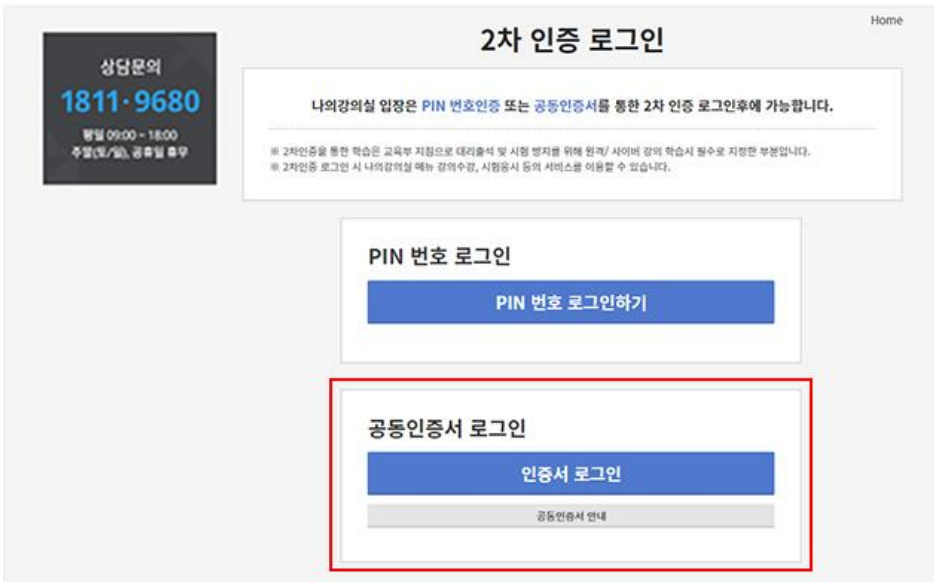 Home
2차 인증 로그인
상담문의
1811·9680
평일 09:00 ~ 18:00
주말(토/일), 공휴일 휴무
나의강의실 입장은 PIN 번호인증 또는 공동인증서를 통한 2차 인증 로그인후에 가능합니다.
※ 2차인증을 통한 학습은 교육부 지침으로 대리출석 및 시험 방지를 위해 원격/ 사이버 강의 학습시 필수로 지정한 부분입니다.
※ 2차인증 로그인 시 나의강의실 메뉴 강의수강, 시험응시 등의 서비스를 이용할 수 있습니다.
PIN 번호 로그인
PIN 번호 로그인하기
공동인증서 로그인
인증서 로그인
공동인증서 안내